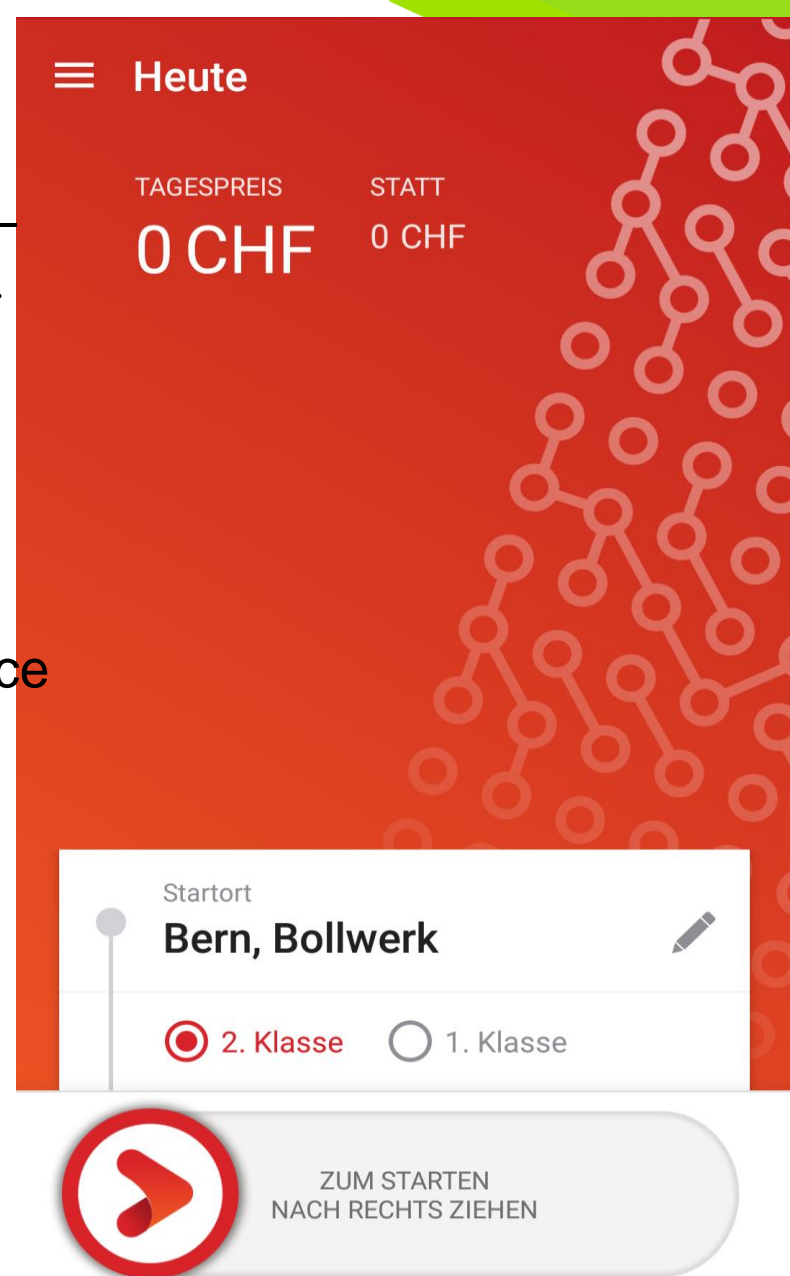 Heute
TAGESPREIS STATT
0 CHF 0 CHF
ce
Startort
Bern, Bollwerk
2. Klasse 1. Klasse
ZUM STARTEN
NACH RECHTS ZIEHEN